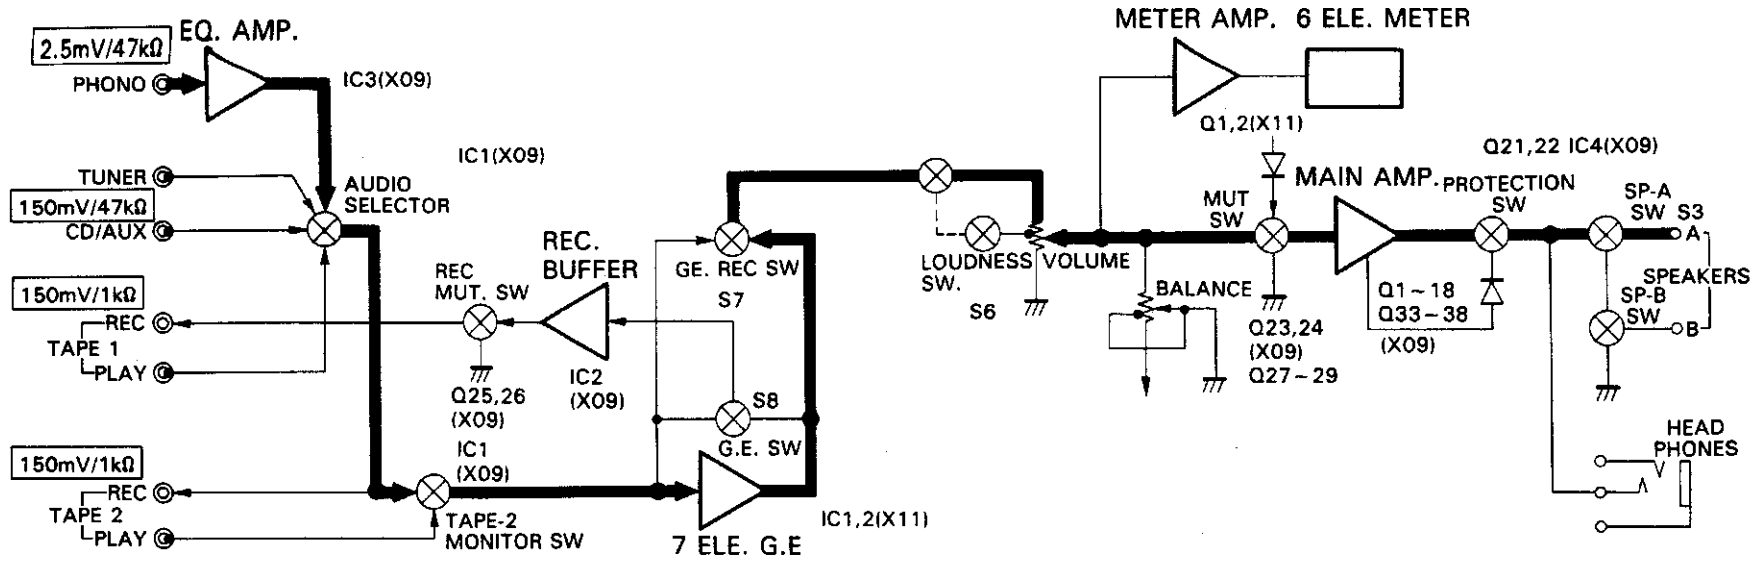 EQ. AMP.
2.5mV/47kΩ
PHONO
IC3(X09)
IC1(X09)
TUNER
150mV/47kΩ
CD/AUX
AUDIO
SELECTOR
150mV/1kΩ
REC
TAPE 1
PLAY
150mV/1kΩ
REC
TAPE 2
PLAY
REC
MUT. SW
Q25,26
(X09)
REC.
BUFFER
IC2
(X09)
IC1
(X09)
TAPE-2
MONITOR SW
GE. REC SW
S7
S8
G.E. SW
7 ELE. G.E
IC1,2(X11)
LOUDNESS
SW.
S6
VOLUME
METER AMP. 6 ELE. METER
Q1,2(X11)
BALANCE
MUT
SW
Q23,24
(X09)
Q27~29
MAIN AMP.
Q1~18
Q33~38
(X09)
Q21,22 IC4(X09)
PROTECTION
SW
SP-A
SW
S3
A
SPEAKERS
SP-B
SW
B
HEAD
PHONES